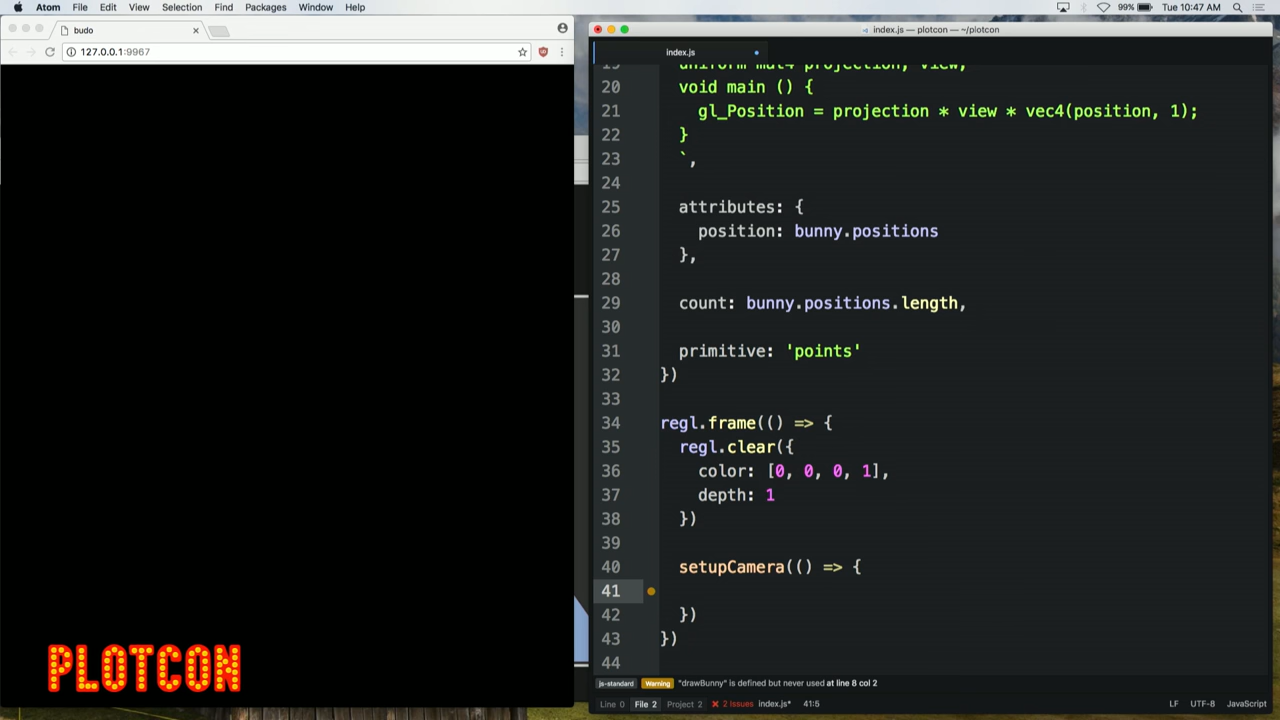 Atom File Edit View Selection Find Packages Window Help
99% Tue 10:47 AM
budo
127.0.0.1:9967
index.js — plotcon — ~/plotcon
index.js
19 uniform mat4 projection, view;
20 void main () {
21 gl_Position = projection * view * vec4(position, 1);
22 }
23 `,
24
25 attributes: {
26 position: bunny.positions
27 },
28
29 count: bunny.positions.length,
30
31 primitive: 'points'
32 })
33
34 regl.frame(() => {
35 regl.clear({
36 color: [0, 0, 0, 1],
37 depth: 1
38 })
39
40 setupCamera(() => {
41
42 })
43 })
44
PLOTCON
js-standard Warning "drawBunny" is defined but never used at line 8 col 2
Line 0 File 2 Project 2 2 Issues index.js* 41:5 LF UTF-8 JavaScript